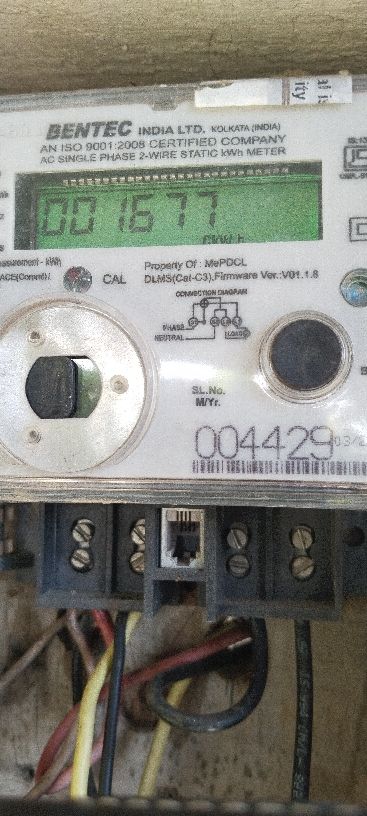 BENTEC INDIA LTD. KOLKATA (INDIA)
AN ISO 9001:2008 CERTIFIED COMPANY
AC SINGLE PHASE 2-WIRE STATIC kWh METER
001677
CkWh
CAL
Property Of : MePDCL
DLMS(Cat-C3),Firmware Ver.:V01.1.8
CONNECTION DIAGRAM
PHASE
NEUTRAL
LOAD
SL.No.
M/Yr.
004429